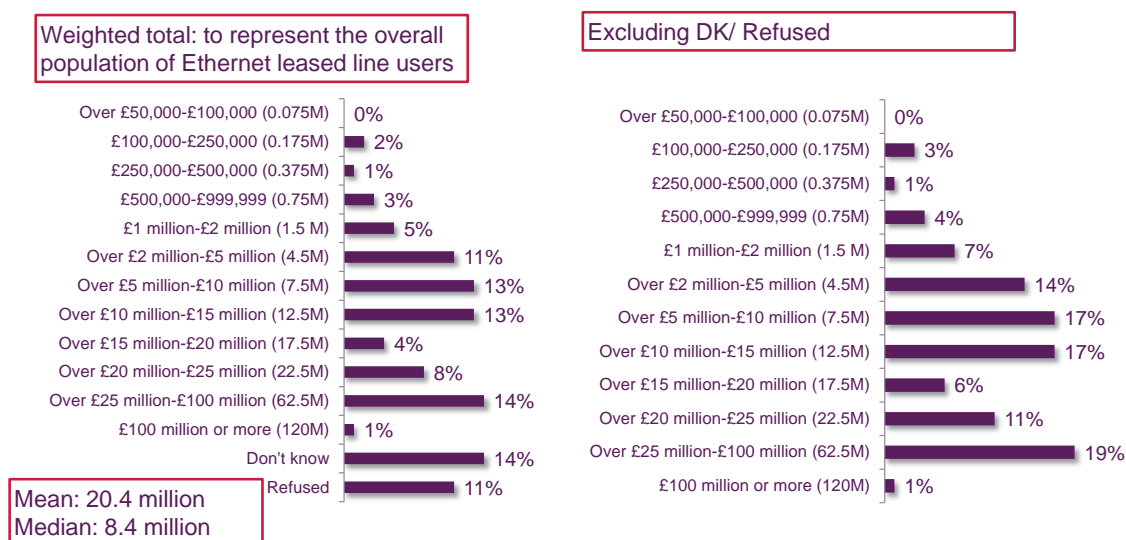 Weighted total: to represent the overall
population of Ethernet leased line users
Over £50,000-£100,000 (0.075M) 0%
£100,000-£250,000 (0.175M) 2%
£250,000-£500,000 (0.375M) 1%
£500,000-£999,999 (0.75M) 3%
£1 million-£2 million (1.5 M) 5%
Over £2 million-£5 million (4.5M) 11%
Over £5 million-£10 million (7.5M) 13%
Over £10 million-£15 million (12.5M) 13%
Over £15 million-£20 million (17.5M) 4%
Over £20 million-£25 million (22.5M) 8%
Over £25 million-£100 million (62.5M) 14%
£100 million or more (120M) 1%
Don't know 14%
Refused 11%
Mean: 20.4 million
Median: 8.4 million
Excluding DK/ Refused
Over £50,000-£100,000 (0.075M) 0%
£100,000-£250,000 (0.175M) 3%
£250,000-£500,000 (0.375M) 1%
£500,000-£999,999 (0.75M) 4%
£1 million-£2 million (1.5 M) 7%
Over £2 million-£5 million (4.5M) 14%
Over £5 million-£10 million (7.5M) 17%
Over £10 million-£15 million (12.5M) 17%
Over £15 million-£20 million (17.5M) 6%
Over £20 million-£25 million (22.5M) 11%
Over £25 million-£100 million (62.5M) 19%
£100 million or more (120M) 1%